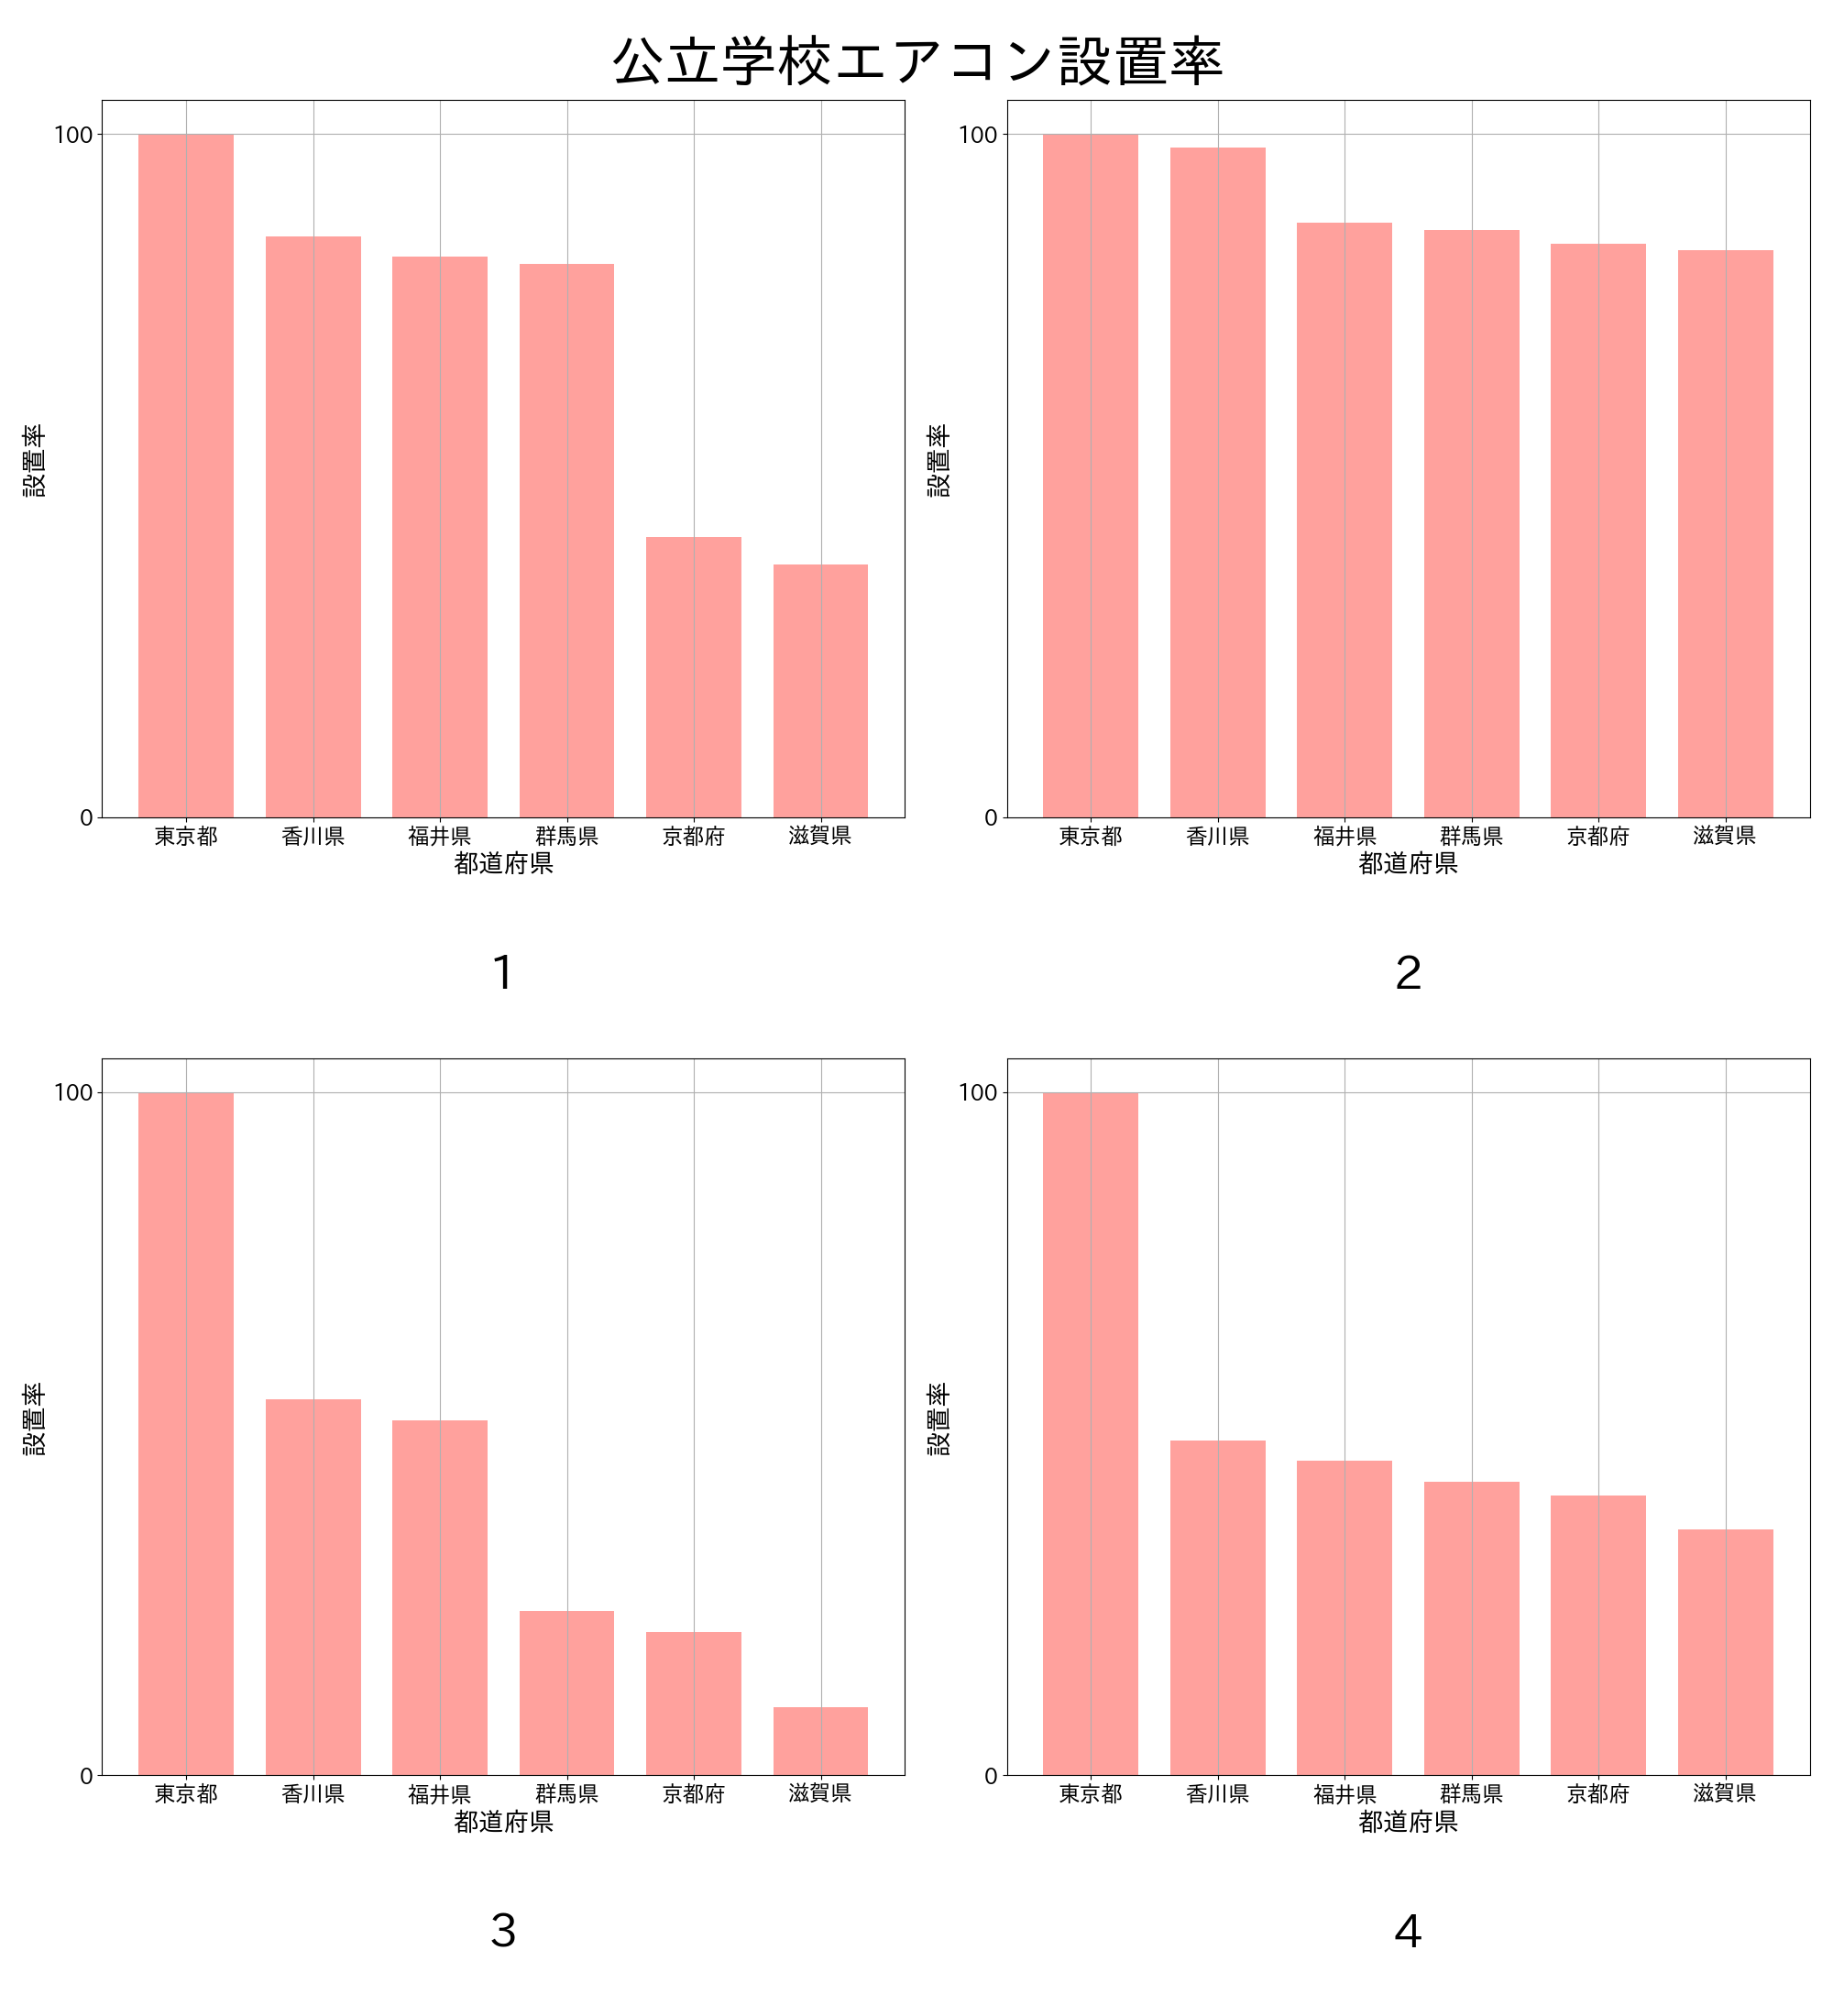 公立学校エアコン設置率
100
0
設置率
東京都 香川県 福井県 群馬県 京都府 滋賀県
都道府県
1
100
0
設置率
東京都 香川県 福井県 群馬県 京都府 滋賀県
都道府県
2
100
0
設置率
東京都 香川県 福井県 群馬県 京都府 滋賀県
都道府県
3
100
0
設置率
東京都 香川県 福井県 群馬県 京都府 滋賀県
都道府県
4